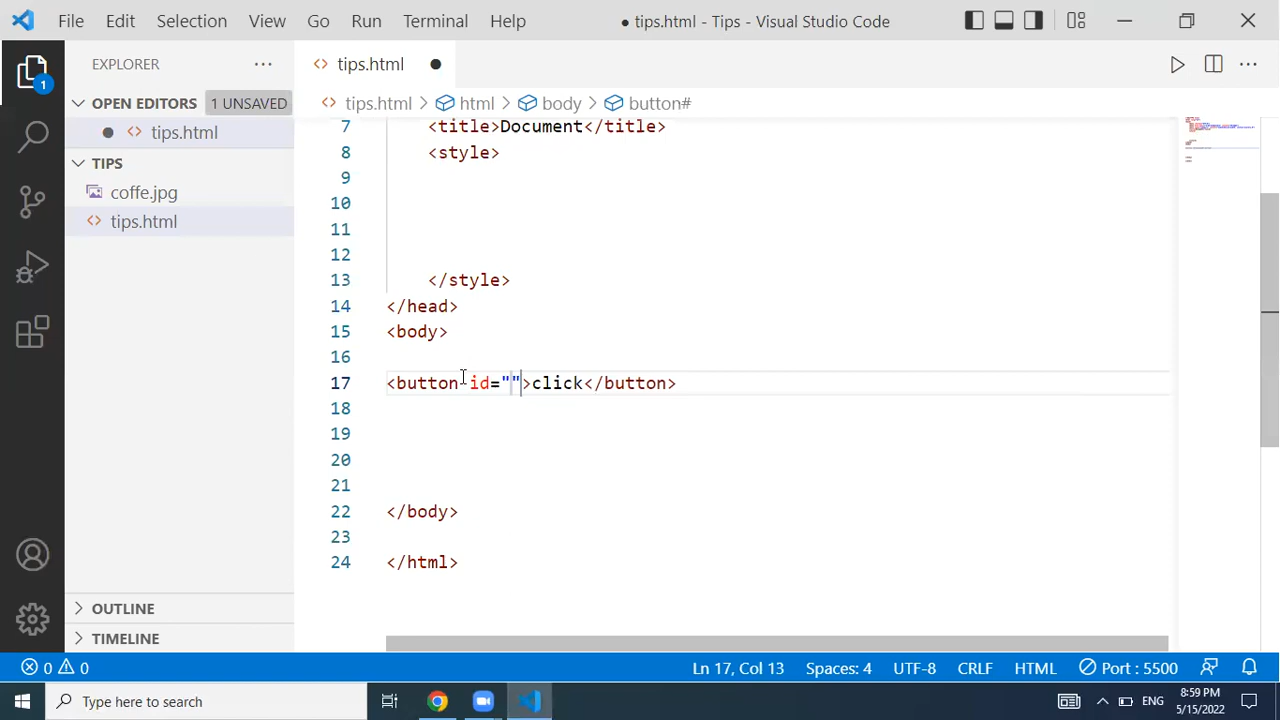 File Edit Selection View Go Run Terminal Help
● tips.html - Tips - Visual Studio Code
EXPLORER
tips.html
OPEN EDITORS 1 UNSAVED
tips.html > html > body > button#
tips.html
TIPS
coffe.jpg
tips.html
1
7 <title>Document</title>
8 <style>
9
10
11
12
13 </style>
14 </head>
15 <body>
16
17 <button id="">click</button>
18
19
20
21
22 </body>
23
24 </html>
OUTLINE
TIMELINE
0 0 Ln 17, Col 13 Spaces: 4 UTF-8 CRLF HTML Port : 5500
Type here to search
ENG
8:59 PM
5/15/2022